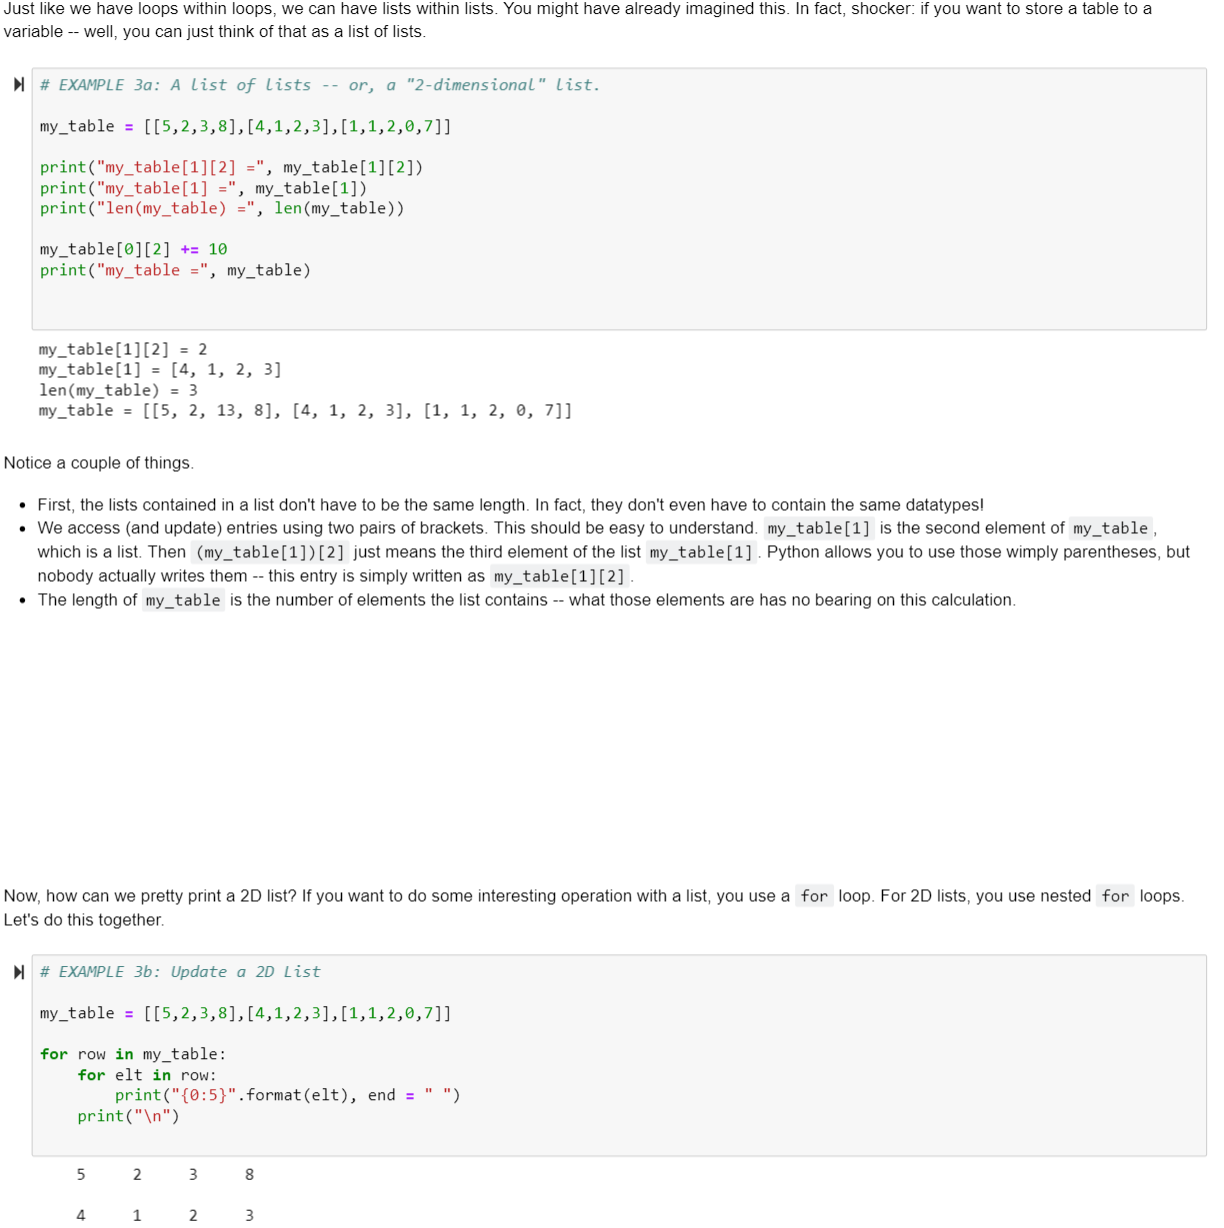 Just like we have loops within loops, we can have lists within lists. You might have already imagined this. In fact, shocker: if you want to store a table to a
variable -- well, you can just think of that as a list of lists.
# EXAMPLE 3a: A list of lists -- or, a "2-dimensional" list.
my_table = [[5,2,3,8],[4,1,2,3],[1,1,2,0,7]]
print("my_table[1][2] =", my_table[1][2])
print("my_table[1] =", my_table[1])
print("len(my_table) =", len(my_table))
my_table[0][2] += 10
print("my_table =", my_table)
my_table[1][2] = 2
my_table[1] = [4, 1, 2, 3]
len(my_table) = 3
my_table = [[5, 2, 13, 8], [4, 1, 2, 3], [1, 1, 2, 0, 7]]
Notice a couple of things.
• First, the lists contained in a list don't have to be the same length. In fact, they don't even have to contain the same datatypes!
• We access (and update) entries using two pairs of brackets. This should be easy to understand. my_table[1] is the second element of my_table ,
which is a list. Then (my_table[1])[2] just means the third element of the list my_table[1] . Python allows you to use those wimply parentheses, but
nobody actually writes them -- this entry is simply written as my_table[1][2] .
• The length of my_table is the number of elements the list contains -- what those elements are has no bearing on this calculation.
Now, how can we pretty print a 2D list? If you want to do some interesting operation with a list, you use a for loop. For 2D lists, you use nested for loops.
Let's do this together.
# EXAMPLE 3b: Update a 2D List
my_table = [[5,2,3,8],[4,1,2,3],[1,1,2,0,7]]
for row in my_table:
    for elt in row:
        print("{0:5}".format(elt), end = " ")
    print("\n")
5 2 3 8
4 1 2 3